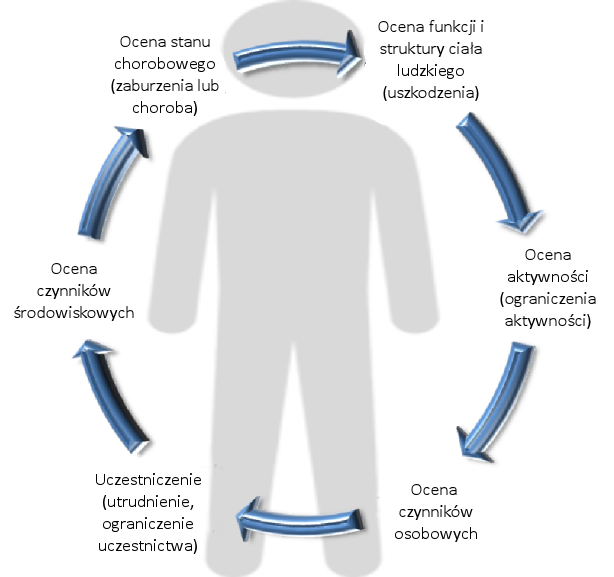 Ocena stanu
chorobowego
(zaburzenia lub
choroba)
Ocena funkcji i
struktury ciała
ludzkiego
(uszkodzenia)
Ocena
aktywności
(ograniczenia
aktywności)
Ocena
czynników
osobowych
Uczestniczenie
(utrudnienie,
ograniczenie
uczestnictwa)
Ocena
czynników
środowiskowych